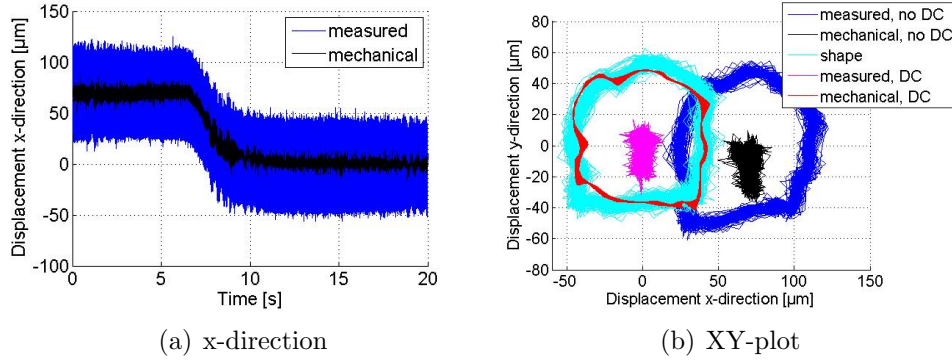 Displacement x-direction [µm]
150
100
50
0
-50
-100
0
5
10
15
20
Time [s]
measured
mechanical
(a) x-direction
Displacement y-direction [µm]
80
60
40
20
0
-20
-40
-60
-80
-50
0
50
100
150
Displacement x-direction [µm]
measured, no DC
mechanical, no DC
shape
measured, DC
mechanical, DC
(b) XY-plot